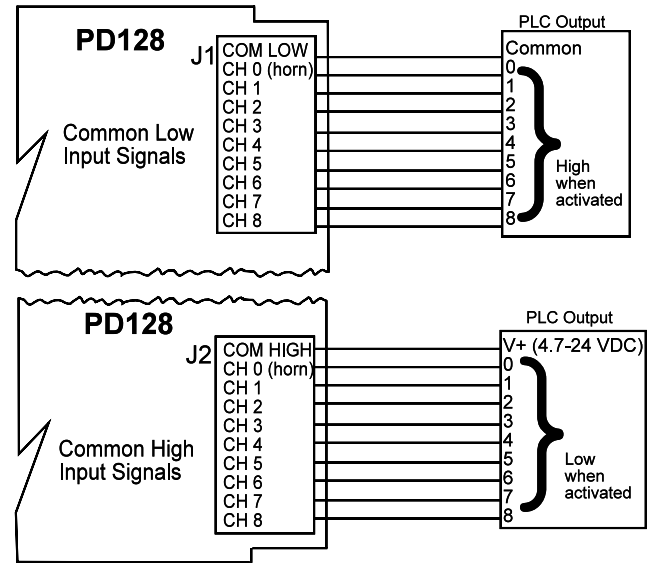 PLC Output
PD128
J1
COM LOW
CH 0 (horn)
CH 1
CH 2
CH 3
CH 4
CH 5
CH 6
CH 7
CH 8
Common Low
Input Signals
Common
0
1
2
3
4
5
6
7
8
High
when
activated
PD128
PLC Output
J2
COM HIGH
CH 0 (horn)
CH 1
CH 2
CH 3
CH 4
CH 5
CH 6
CH 7
CH 8
Common High
Input Signals
V+ (4.7-24 VDC)
0
1
2
3
4
5
6
7
8
Low
when
activated